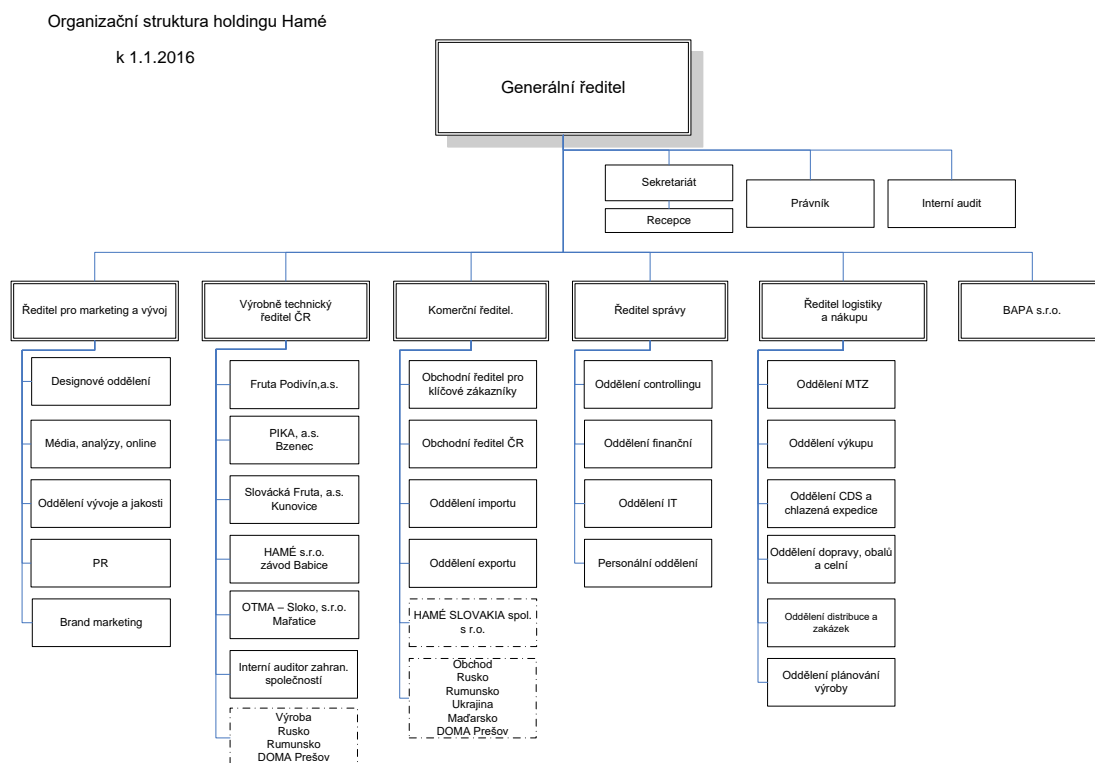 Organizační struktura holdingu Hamé
k 1.1.2016
Generální ředitel
Sekretariát
Recepce
Právník
Interní audit
Ředitel pro marketing a vývoj
Výrobně technický
ředitel ČR
Komerční ředitel.
Ředitel správy
Ředitel logistiky
a nákupu
BAPA s.r.o.
Designové oddělení
Média, analýzy, online
Oddělení vývoje a jakosti
PR
Brand marketing
Fruta Podivín,a.s.
PIKA, a.s.
Bzenec
Slovácká Fruta, a.s.
Kunovice
HAMÉ s.r.o.
závod Babice
OTMA – Sloko, s.r.o.
Mařatice
Interní auditor zahran.
společností
Výroba
Rusko
Rumunsko
DOMA Prešov
Obchodní ředitel pro
klíčové zákazníky
Obchodní ředitel ČR
Oddělení importu
Oddělení exportu
HAMÉ SLOVAKIA spol.
s r.o.
Obchod
Rusko
Rumunsko
Ukrajina
Maďarsko
DOMA Prešov
Oddělení controllingu
Oddělení finanční
Oddělení IT
Personální oddělení
Oddělení MTZ
Oddělení výkupu
Oddělení CDS a
chlazená expedice
Oddělení dopravy, obalů
a celní
Oddělení distribuce a
zakázek
Oddělení plánování
výroby